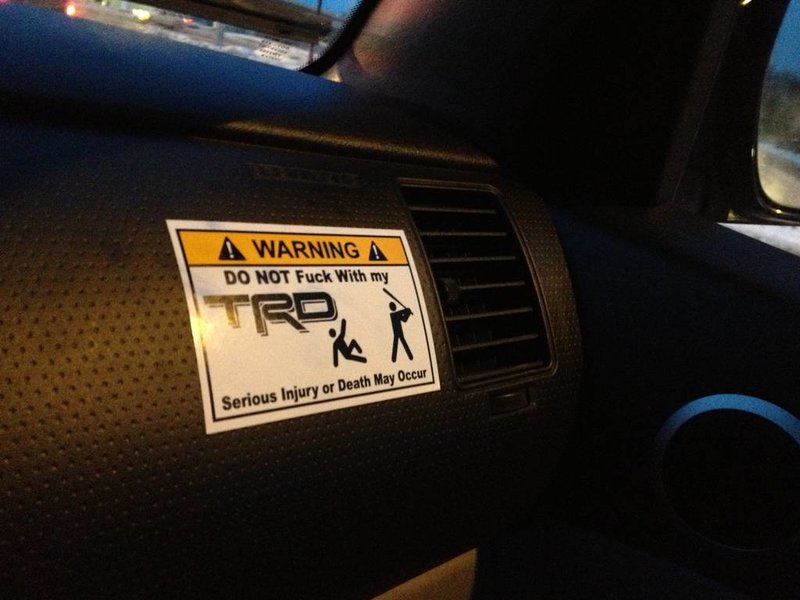 WARNING
DO NOT Fuck With my
TRD
Serious Injury or Death May Occur